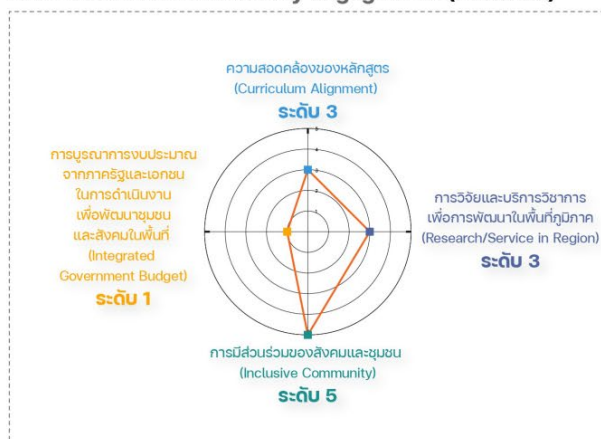 ความสอดคล้องของหลักสูตร
(Curriculum Alignment)
ระดับ 3
การบูรณาการงบประมาณ
จากภาครัฐและเอกชน
ในการดำเนินงาน
เพื่อพัฒนาชุมชน
และสังคมในพื้นที่
(Integrated
Government Budget)
ระดับ 1
5
4
3
2
1
การวิจัยและบริการวิชาการ
เพื่อการพัฒนาในพื้นที่ภูมิภาค
(Research/Service in Region)
ระดับ 3
การมีส่วนร่วมของสังคมและชุมชน
(Inclusive Community)
ระดับ 5